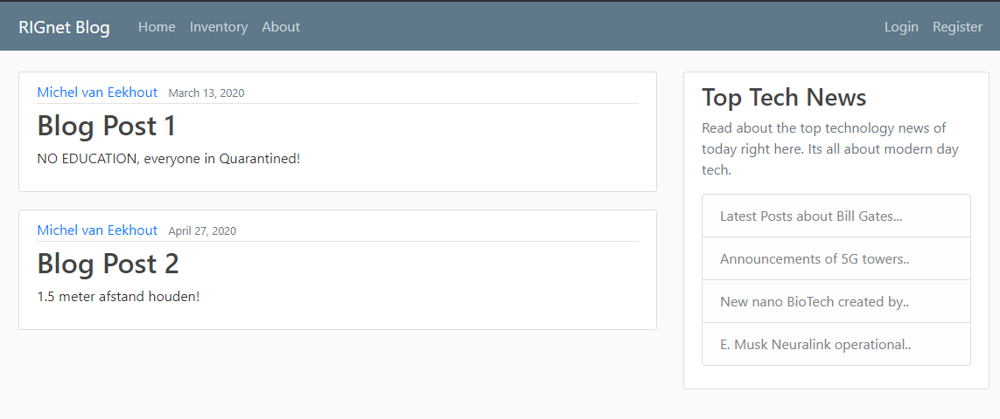 RIGnet Blog Home Inventory About Login Register
Michel van Eekhout March 13, 2020
Blog Post 1
NO EDUCATION, everyone in Quarantined!
Michel van Eekhout April 27, 2020
Blog Post 2
1.5 meter afstand houden!
Top Tech News
Read about the top technology news of
today right here. Its all about modern day
tech.
Latest Posts about Bill Gates...
Announcements of 5G towers..
New nano BioTech created by..
E. Musk Neuralink operational..